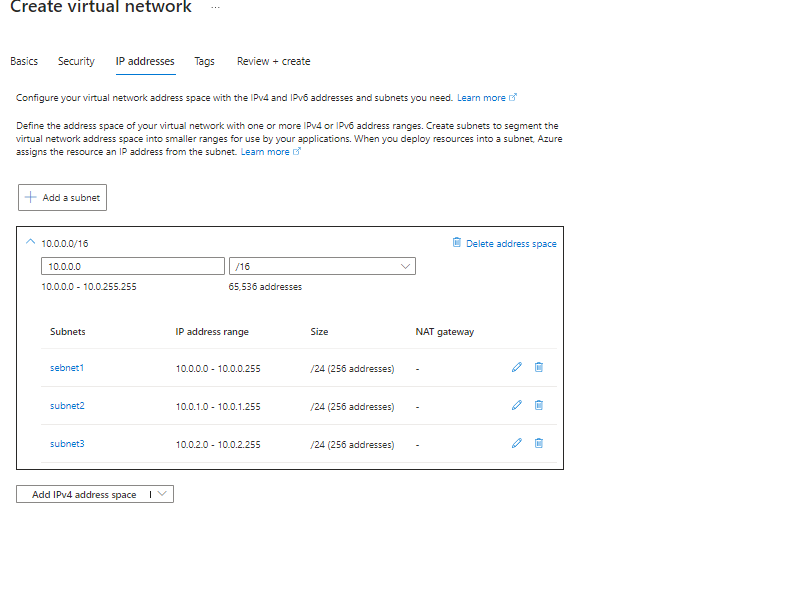 Create virtual network ...
Basics Security IP addresses Tags Review + create
Configure your virtual network address space with the IPv4 and IPv6 addresses and subnets you need. Learn more
Define the address space of your virtual network with one or more IPv4 or IPv6 address ranges. Create subnets to segment the
virtual network address space into smaller ranges for use by your applications. When you deploy resources into a subnet, Azure
assigns the resource an IP address from the subnet. Learn more
Add a subnet
10.0.0.0/16 Delete address space
10.0.0.0 /16
10.0.0.0 - 10.0.255.255 65,536 addresses
Subnets IP address range Size NAT gateway
sebnet1 10.0.0.0 - 10.0.0.255 /24 (256 addresses) -
subnet2 10.0.1.0 - 10.0.1.255 /24 (256 addresses) -
subnet3 10.0.2.0 - 10.0.2.255 /24 (256 addresses) -
Add IPv4 address space |